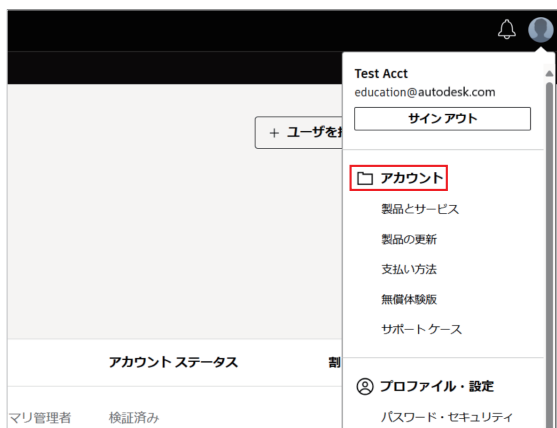 Test Acct
education@autodesk.com
サイン アウト
+ ユーザを
アカウント
製品とサービス
製品の更新
支払い方法
無償体験版
サポート ケース
アカウント ステータス
割
プロファイル・設定
マリ管理者
検証済み
パスワード・セキュリティ